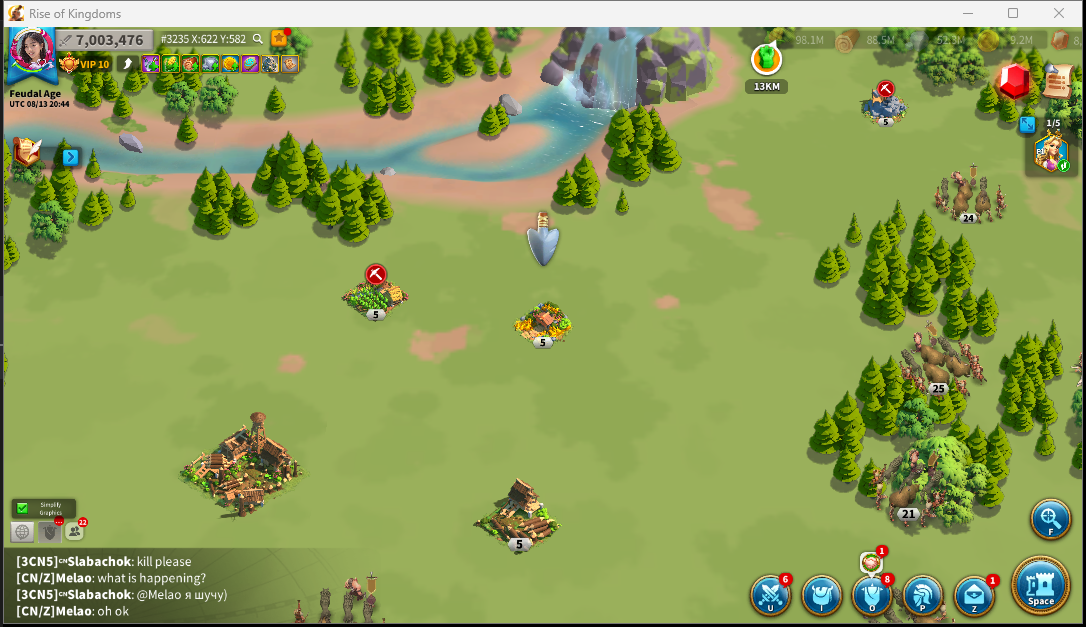 Rise of Kingdoms
7,003,476
#3235 X:622 Y:582
98.1M
88.5M
52.3M
9.2M
VIP 10
Feudal Age
UTC 08/13 20:44
13KM
1/5
5
24
5
5
25
21
5
Simplify
Graphics
22
[3CN5]ᶜᴺSlabachok: kill please
[CN/Z]Melao: what is happening?
[3CN5]ᶜᴺSlabachok: @Melao я шучу)
[CN/Z]Melao: oh ok
F
1
6
8
1
U
I
O
P
Z
Space